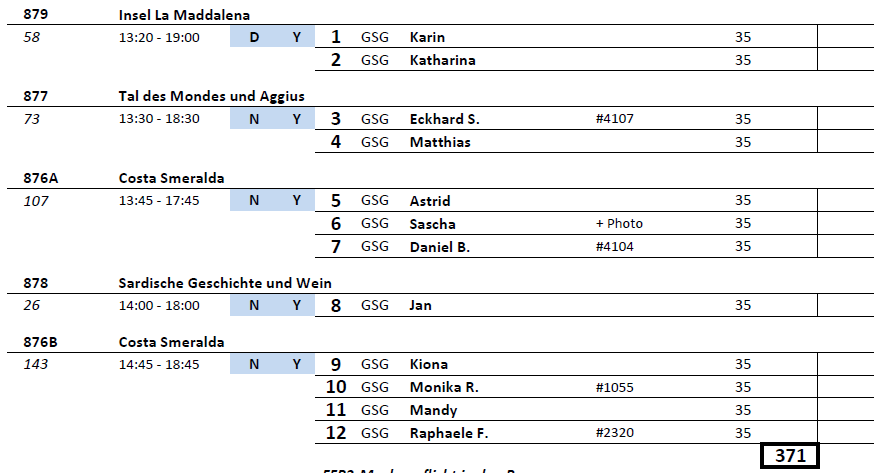 879 Insel La Maddalena
58 13:20 - 19:00 D Y 1 GSG Karin 35
2 GSG Katharina 35
877 Tal des Mondes und Aggius
73 13:30 - 18:30 N Y 3 GSG Eckhard S. #4107 35
4 GSG Matthias 35
876A Costa Smeralda
107 13:45 - 17:45 N Y 5 GSG Astrid 35
6 GSG Sascha + Photo 35
7 GSG Daniel B. #4104 35
878 Sardische Geschichte und Wein
26 14:00 - 18:00 N Y 8 GSG Jan 35
876B Costa Smeralda
143 14:45 - 18:45 N Y 9 GSG Kiona 35
10 GSG Monika R. #1055 35
11 GSG Mandy 35
12 GSG Raphaele F. #2320 35
371